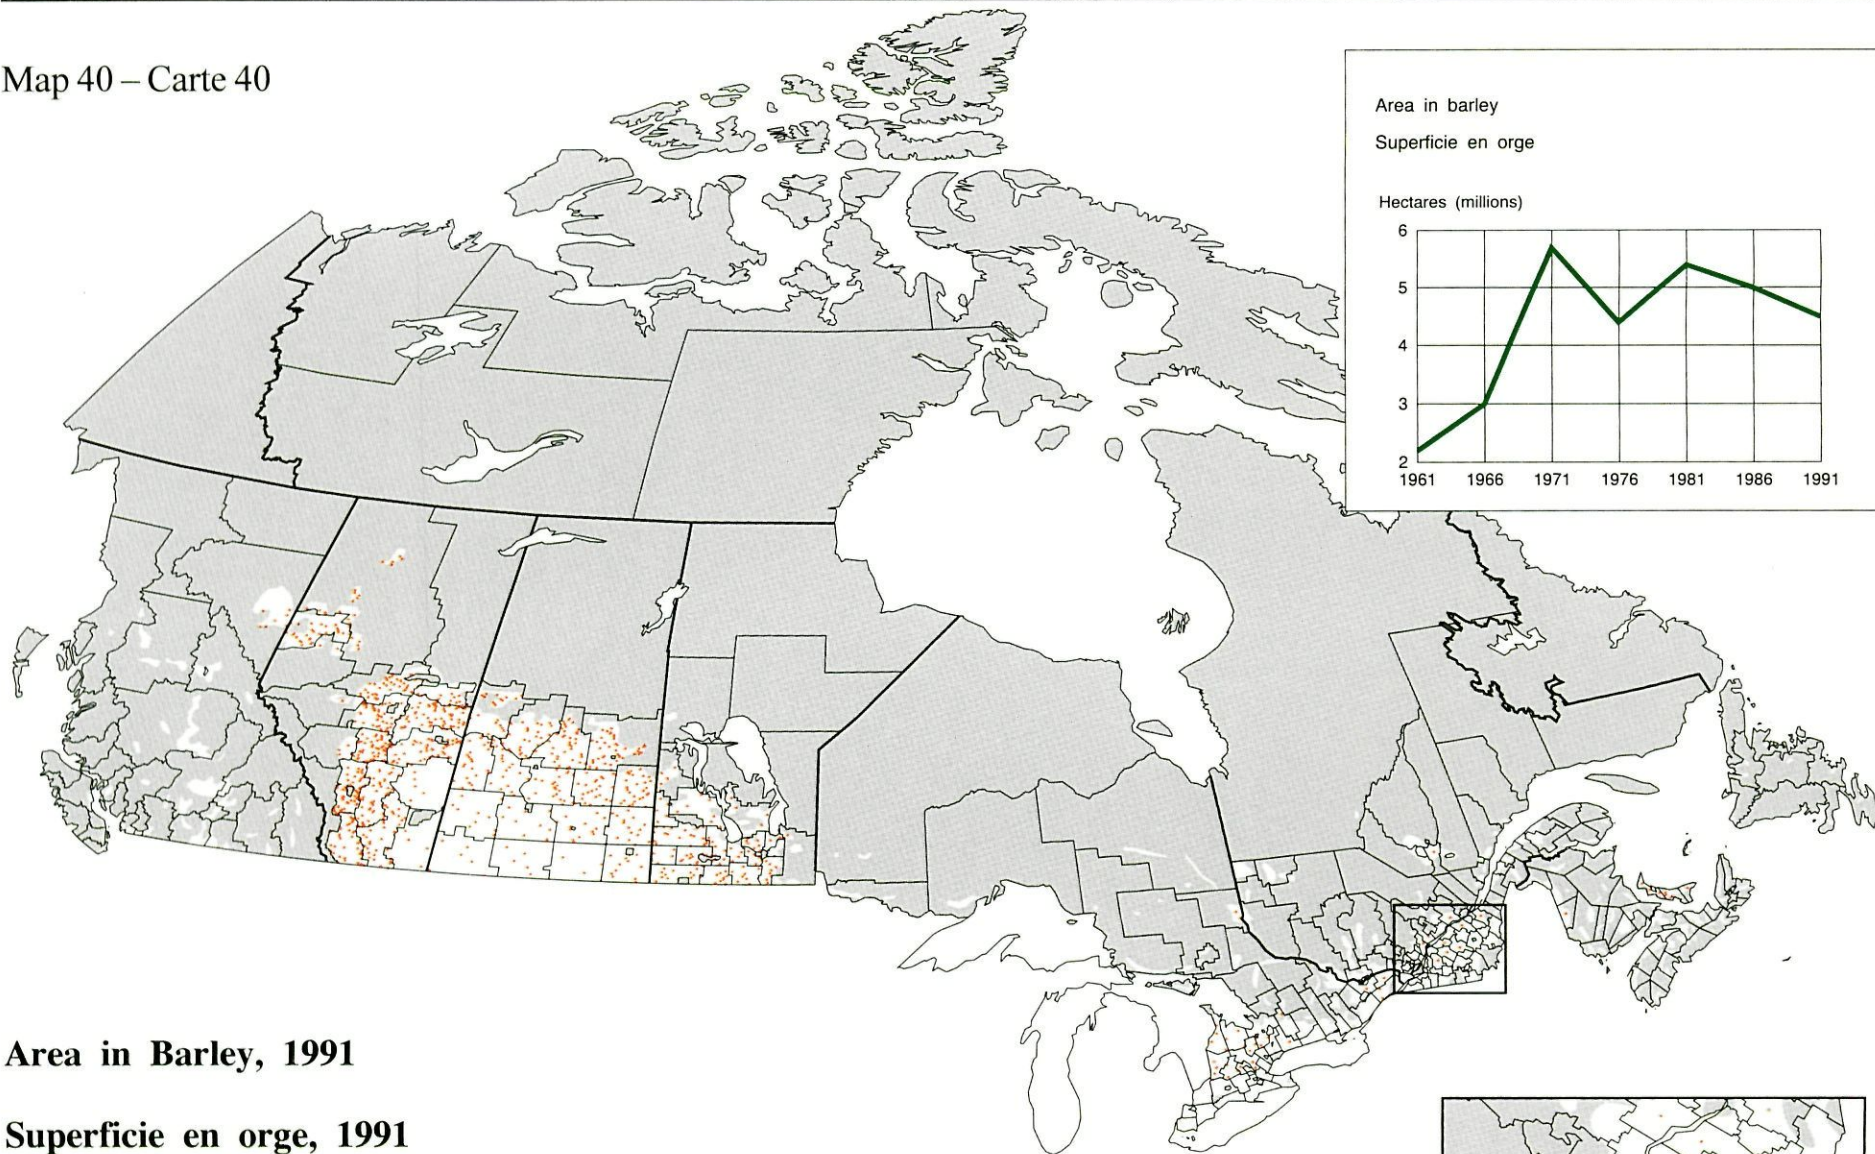 Map 40 – Carte 40
Area in barley
Superficie en orge
Hectares (millions)
6
5
4
3
2
1961 1966 1971 1976 1981 1986 1991
Area in Barley, 1991
Superficie en orge, 1991